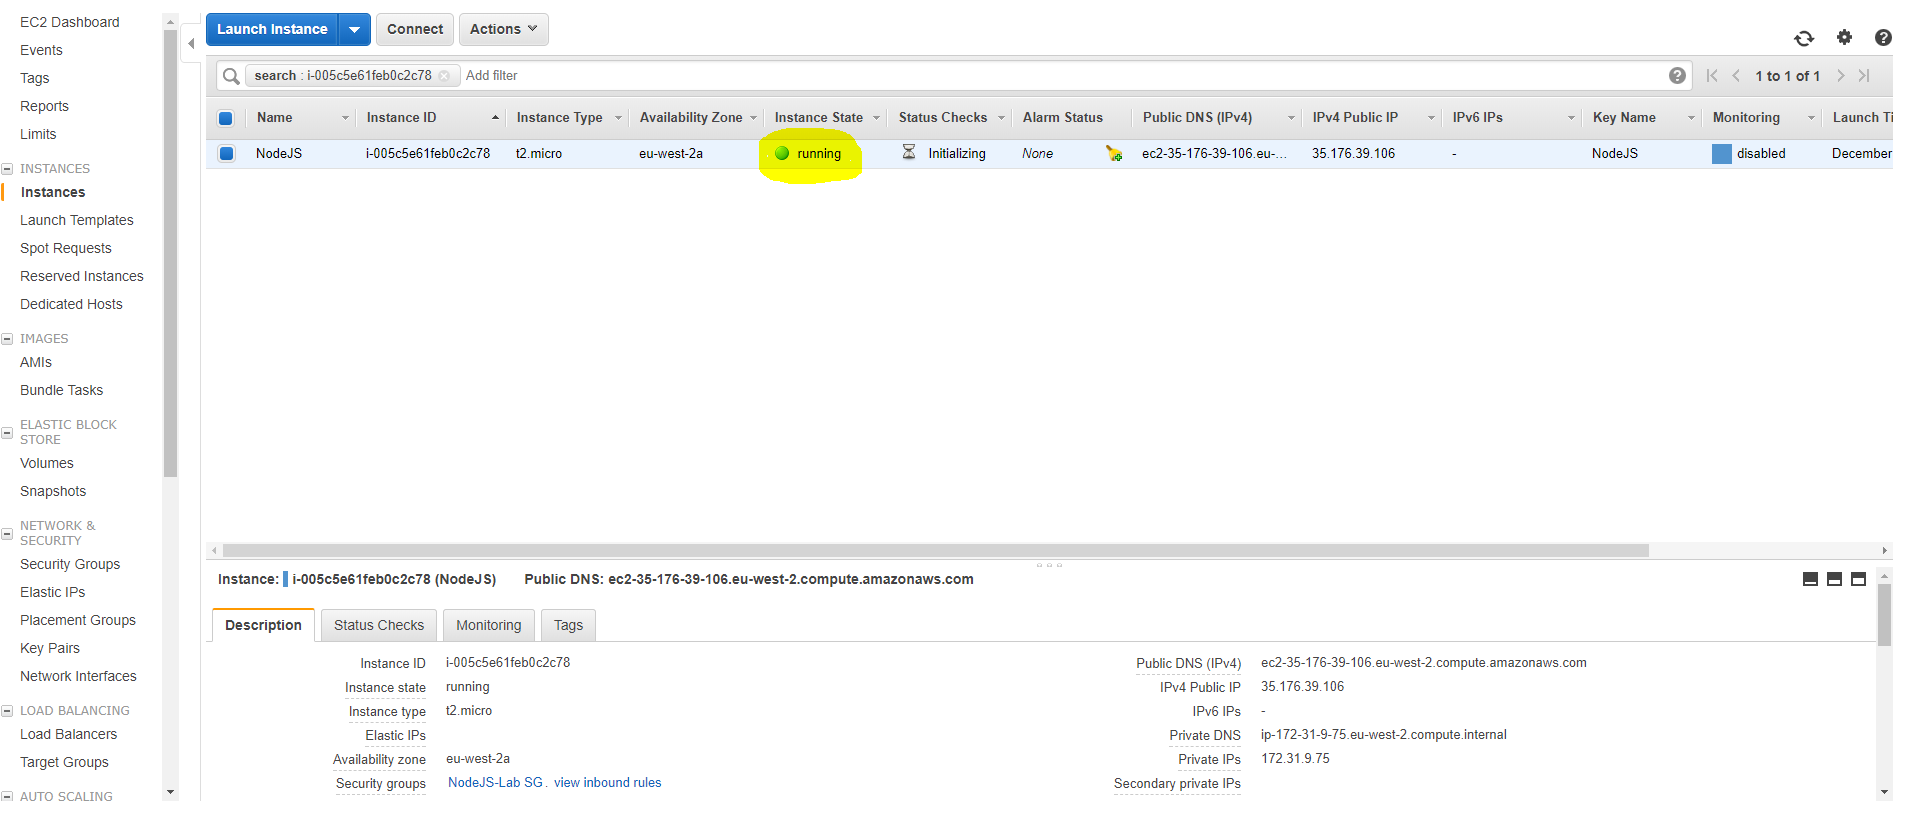 EC2 Dashboard
Events
Tags
Reports
Limits
INSTANCES
Instances
Launch Templates
Spot Requests
Reserved Instances
Dedicated Hosts
IMAGES
AMIs
Bundle Tasks
ELASTIC BLOCK
STORE
Volumes
Snapshots
NETWORK &
SECURITY
Security Groups
Elastic IPs
Placement Groups
Key Pairs
Network Interfaces
LOAD BALANCING
Load Balancers
Target Groups
AUTO SCALING
Launch Instance Connect Actions
search : i-005c5e61feb0c2c78 Add filter 1 to 1 of 1
Name Instance ID Instance Type Availability Zone Instance State Status Checks Alarm Status Public DNS (IPv4) IPv4 Public IP IPv6 IPs Key Name Monitoring Launch Ti
NodeJS i-005c5e61feb0c2c78 t2.micro eu-west-2a running Initializing None ec2-35-176-39-106.eu-... 35.176.39.106 - NodeJS disabled December
Instance: i-005c5e61feb0c2c78 (NodeJS) Public DNS: ec2-35-176-39-106.eu-west-2.compute.amazonaws.com
Description Status Checks Monitoring Tags
Instance ID i-005c5e61feb0c2c78 Public DNS (IPv4) ec2-35-176-39-106.eu-west-2.compute.amazonaws.com
Instance state running IPv4 Public IP 35.176.39.106
Instance type t2.micro IPv6 IPs -
Elastic IPs Private DNS ip-172-31-9-75.eu-west-2.compute.internal
Availability zone eu-west-2a Private IPs 172.31.9.75
Security groups NodeJS-Lab SG . view inbound rules Secondary private IPs